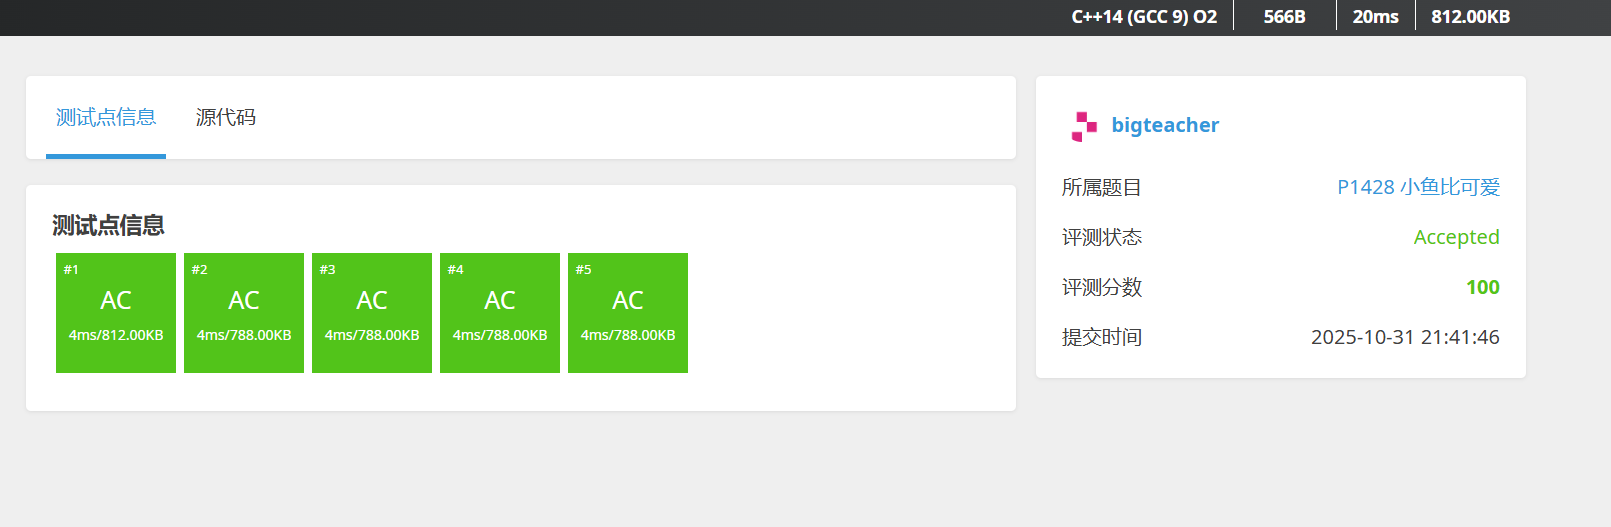 C++14 (GCC 9) O2 566B 20ms 812.00KB
测试点信息 源代码
测试点信息
#1
AC
4ms/812.00KB
#2
AC
4ms/788.00KB
#3
AC
4ms/788.00KB
#4
AC
4ms/788.00KB
#5
AC
4ms/788.00KB
bigteacher
所属题目 P1428 小鱼比可爱
评测状态 Accepted
评测分数 100
提交时间 2025-10-31 21:41:46